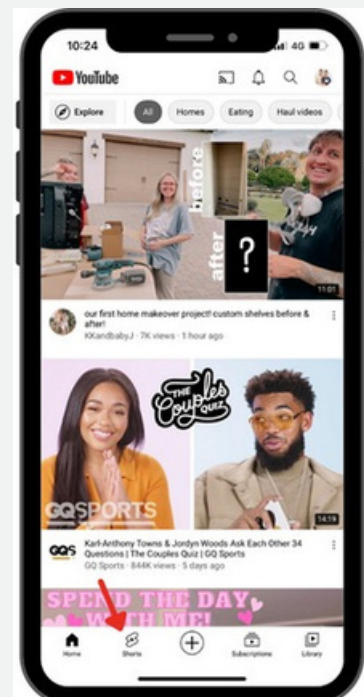 10:24
4G
YouTube
Explore All Homes Eating Haul videos
before
after
?
11:01
our first home makeover project! custom shelves before &
after!
KKandbabyJ · 7K views · 1 hour ago
THE
Couples
QUIZ
GQSPORTS
14:19
GQS
Karl-Anthony Towns & Jordyn Woods Ask Each Other 34
Questions | The Couples Quiz | GQ Sports
GQ Sports · 844K views · 5 days ago
SPEND THE DAY
WITH ME!
Home Shorts Subscriptions Library